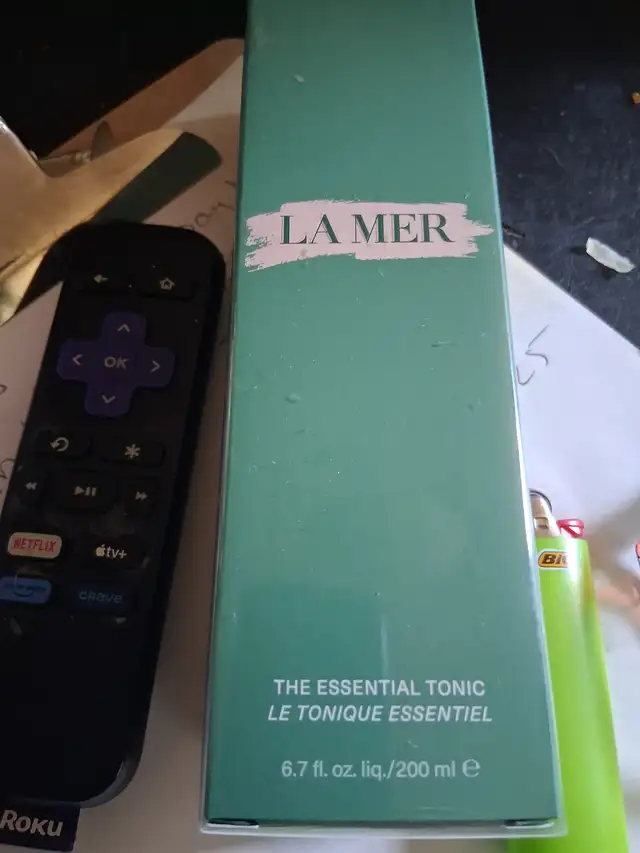 LA MER
THE ESSENTIAL TONIC
LE TONIQUE ESSENTIEL
6.7 fl. oz. liq./200 ml ℮
OK
NETFLIX
tv+
crave
ROKU
BIC